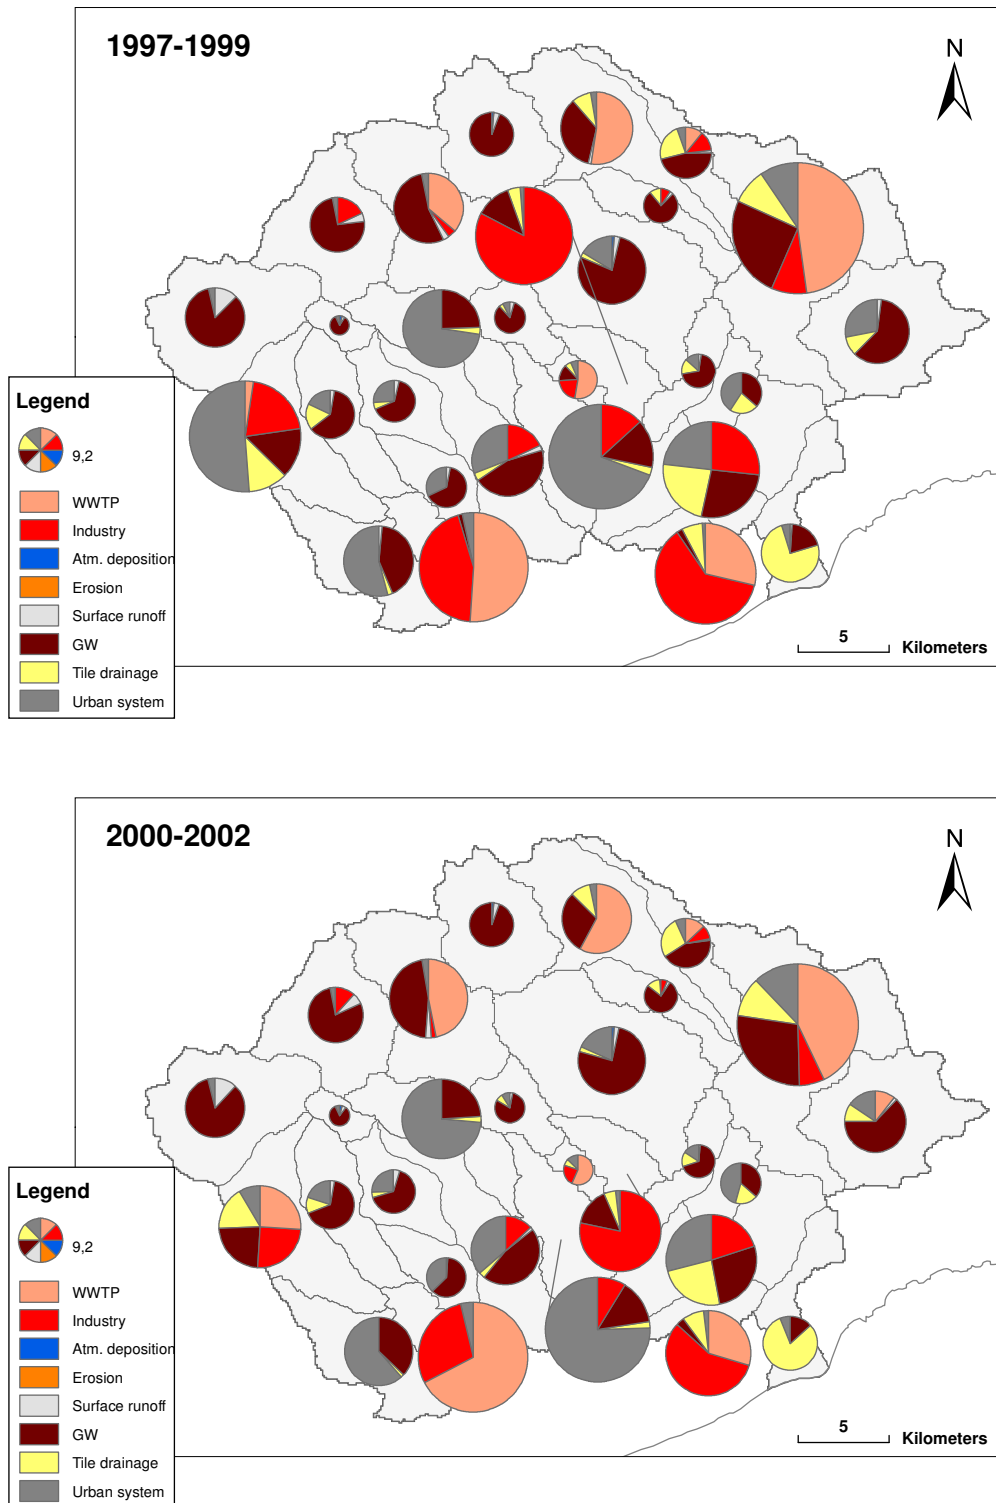 1997-1999
N
Legend
9,2
WWTP
Industry
Atm. deposition
Erosion
Surface runoff
GW
Tile drainage
Urban system
5
Kilometers
2000-2002
N
Legend
9,2
WWTP
Industry
Atm. deposition
Erosion
Surface runoff
GW
Tile drainage
Urban system
5
Kilometers